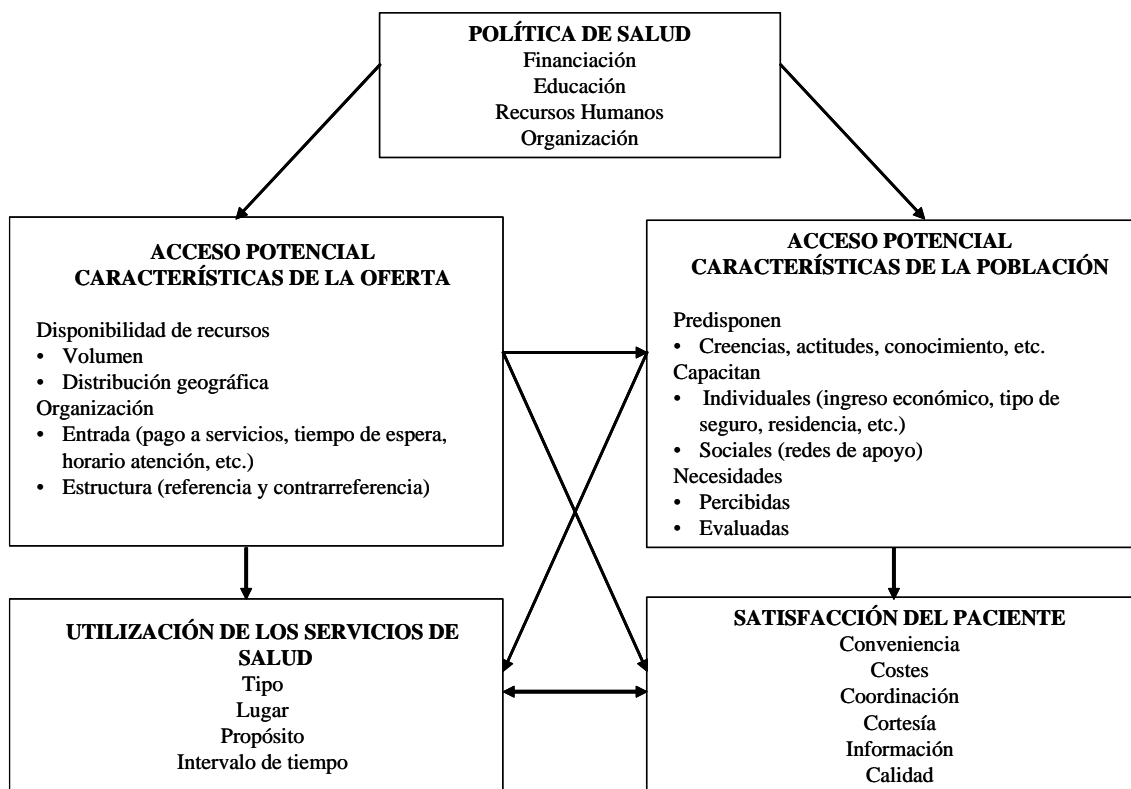 POLÍTICA DE SALUD
Financiación
Educación
Recursos Humanos
Organización
ACCESO POTENCIAL
CARACTERÍSTICAS DE LA OFERTA
Disponibilidad de recursos
• Volumen
• Distribución geográfica
Organización
• Entrada (pago a servicios, tiempo de espera,
horario atención, etc.)
• Estructura (referencia y contrarreferencia)
ACCESO POTENCIAL
CARACTERÍSTICAS DE LA POBLACIÓN
Predisponen
• Creencias, actitudes, conocimiento, etc.
Capacitan
• Individuales (ingreso económico, tipo de
seguro, residencia, etc.)
• Sociales (redes de apoyo)
Necesidades
• Percibidas
• Evaluadas
UTILIZACIÓN DE LOS SERVICIOS DE
SALUD
Tipo
Lugar
Propósito
Intervalo de tiempo
SATISFACCIÓN DEL PACIENTE
Conveniencia
Costes
Coordinación
Cortesía
Información
Calidad